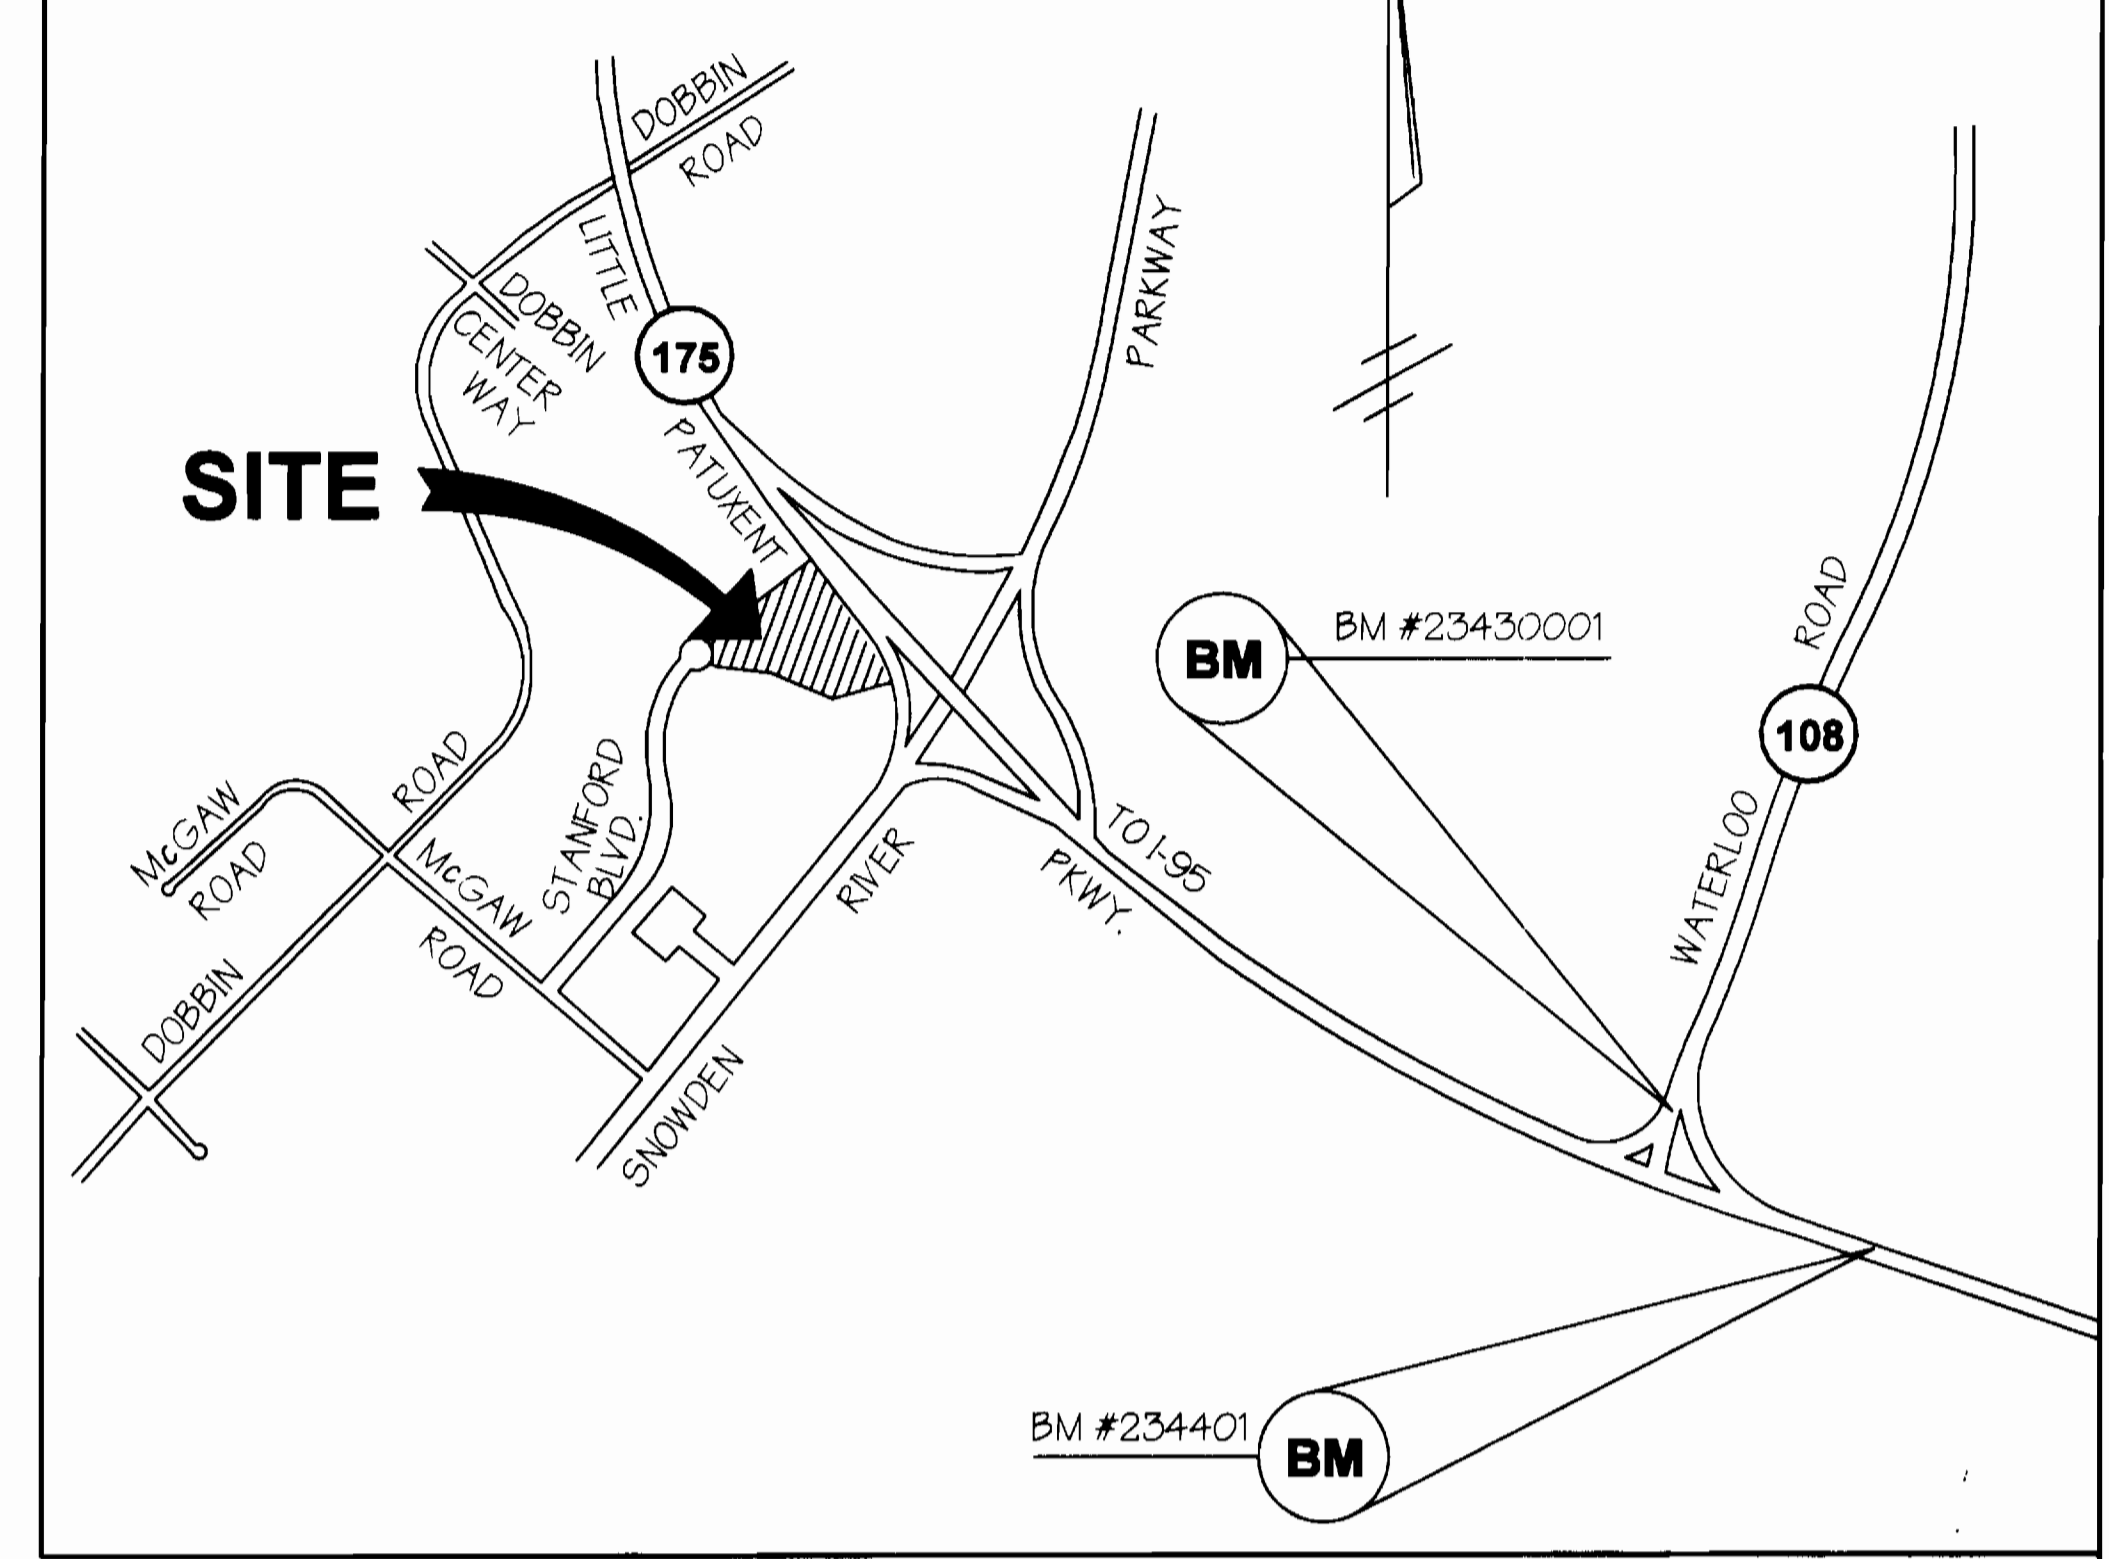 DOBBIN
ROAD
LITTLE
PARKWAY
DOBBIN
CENTER
WAY
175
PATUXENT
SITE
BM #23430001
BM
ROAD
108
ROAD
STANFORD
BLVD.
McGAW
ROAD
McGAW
ROAD
RIVER
TO I-95
PKWY.
WATERLOO
DOBBIN
SNOWDEN
BM #234401
BM